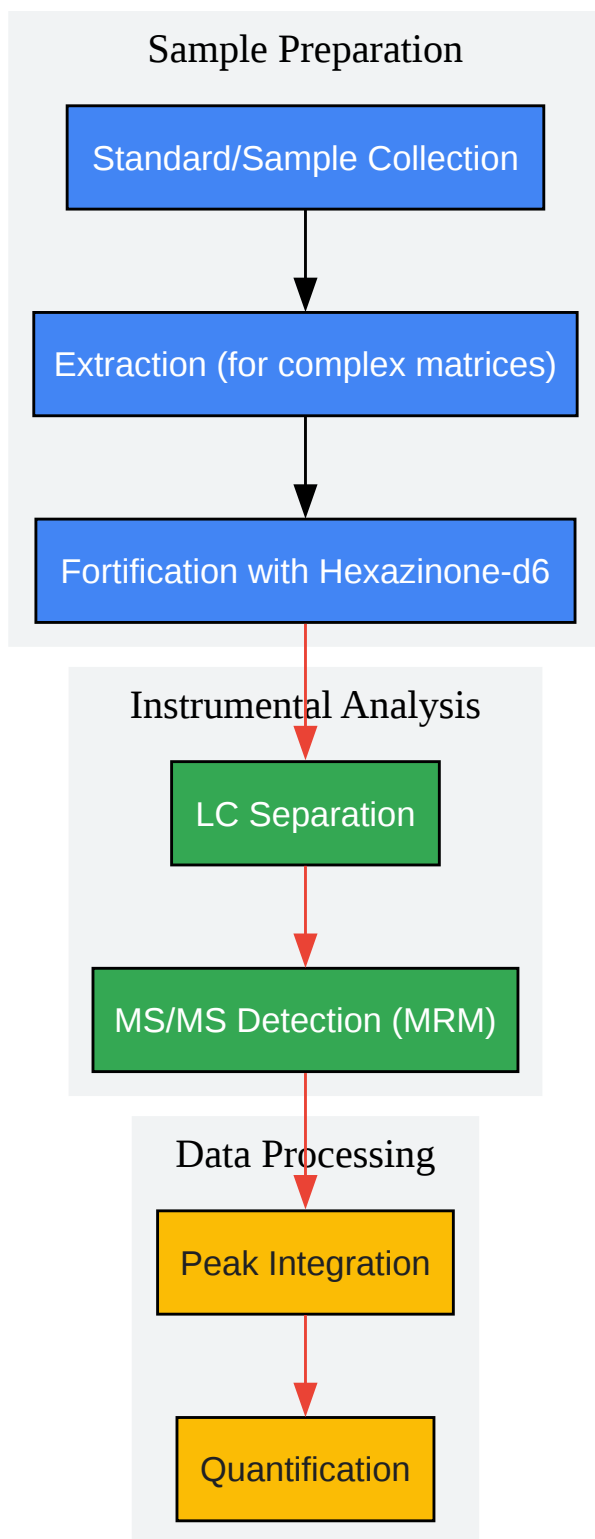 Sample Preparation
Standard/Sample Collection
Extraction (for complex matrices)
Fortification with Hexazinone-d6
Instrumental Analysis
LC Separation
MS/MS Detection (MRM)
Data Processing
Peak Integration
Quantification